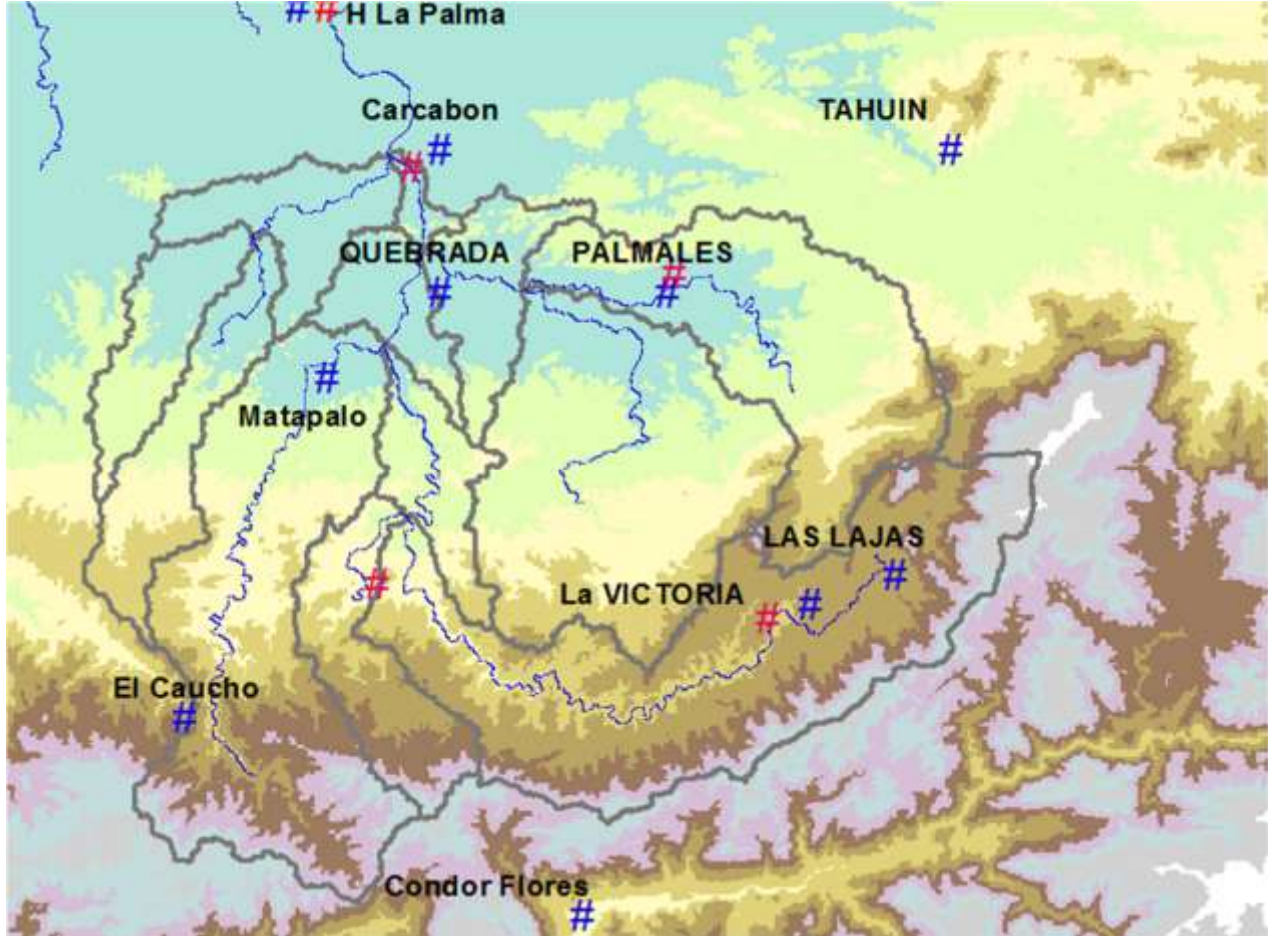 H La Palma
Carcabon
TAHUIN
QUEBRADA
PALMALES
Matapalo
LAS LAJAS
La VICTORIA
El Caucho
Condor Flores